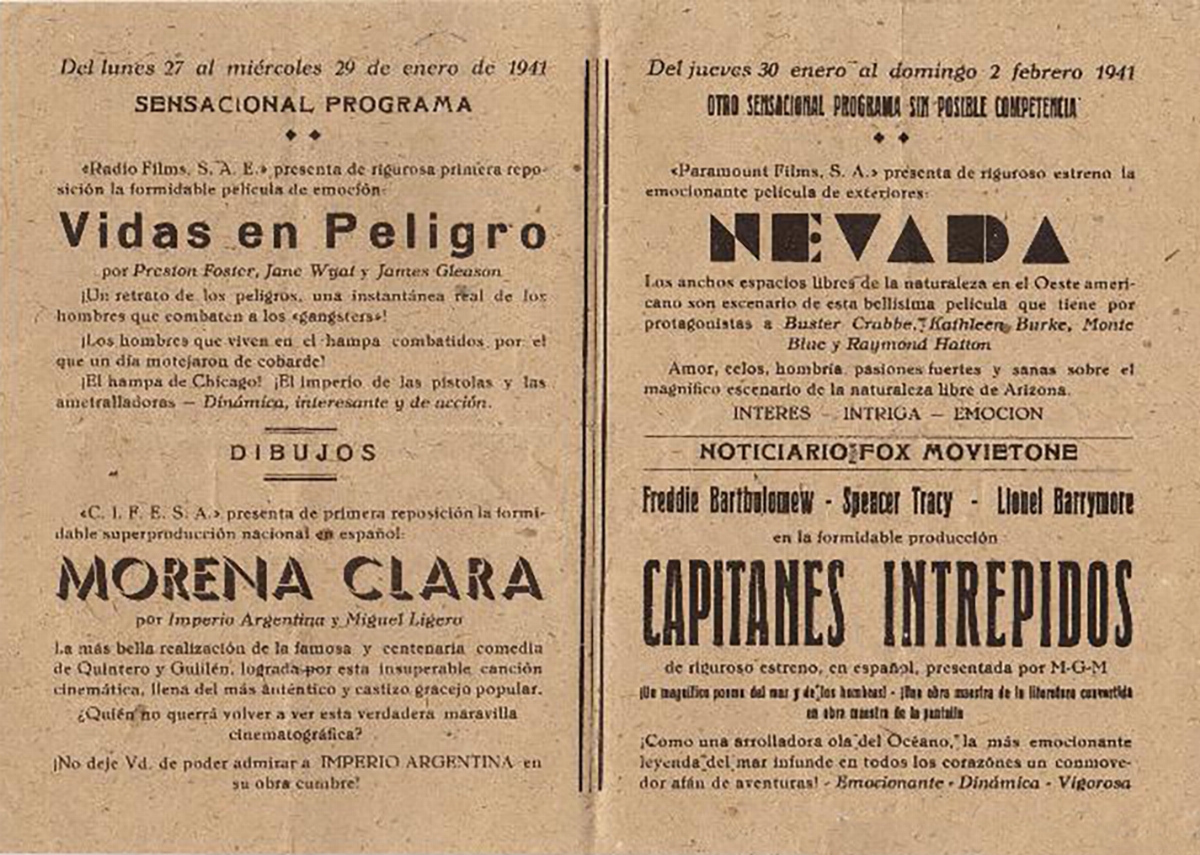 Del lunes 27 al miércoles 29 de enero de 1941
SENSACIONAL PROGRAMA
«Radio Films, S. A. E.» presenta de rigurosa primera repo-
sición la formidable película de emoción:
Vidas en Peligro
por Preston Foster, Jane Wyat y James Gleason
¡Un retrato de los peligros, una instantánea real de los
hombres que combaten a los «gangsters»!
¡Los hombres que viven en el hampa combatidos por el
que un día motejaron de cobarde!
¡El hampa de Chicago! ¡El imperio de las pistolas y las
ametralladoras — Dinámica, interesante y de acción.
DIBUJOS
«C. I. F. E. S. A.» presenta de primera reposición la formi-
dable superproducción nacional en español:
MORENA CLARA
por Imperio Argentina y Miguel Ligero
La más bella realización de la famosa y centenaria comedia
de Quintero y Guillén, lograda por esta insuperable canción
cinemática, llena del más auténtico y castizo gracejo popular.
¿Quién no querrá volver a ver esta verdadera maravilla
cinematográfica?
¡No deje Vd. de poder admirar a IMPERIO ARGENTINA en
su obra cumbre!
Del jueves 30 enero al domingo 2 febrero 1941
OTRO SENSACIONAL PROGRAMA SIN POSIBLE COMPETENCIA
«Paramount Films, S. A.» presenta de riguroso estreno la
emocionante película de exteriores:
NEVADA
Los anchos espacios libres de la naturaleza en el Oeste ameri-
cano son escenario de esta bellísima película que tiene por
protagonistas a Buster Crabbe, Kathleen Burke, Monte
Blue y Raymond Hatton
Amor, celos, hombría, pasiones fuertes y sanas sobre el
magnífico escenario de la naturaleza libre de Arizona.
INTERES — INTRIGA — EMOCION
NOTICIARIO FOX MOVIETONE
Freddie Bartholomew - Spencer Tracy - Lionel Barrymore
en la formidable producción
CAPITANES INTREPIDOS
de riguroso estreno, en español, presentada por M-G-M
¡Un magnífico poema del mar y de los hombres! - ¡Una obra maestra de la literatura convertida
en obra maestra de la pantalla
¡Como una arrolladora ola del Océano, la más emocionante
leyenda del mar infunde en todos los corazones un conmove-
dor afán de aventuras! - Emocionante - Dinámica - Vigorosa